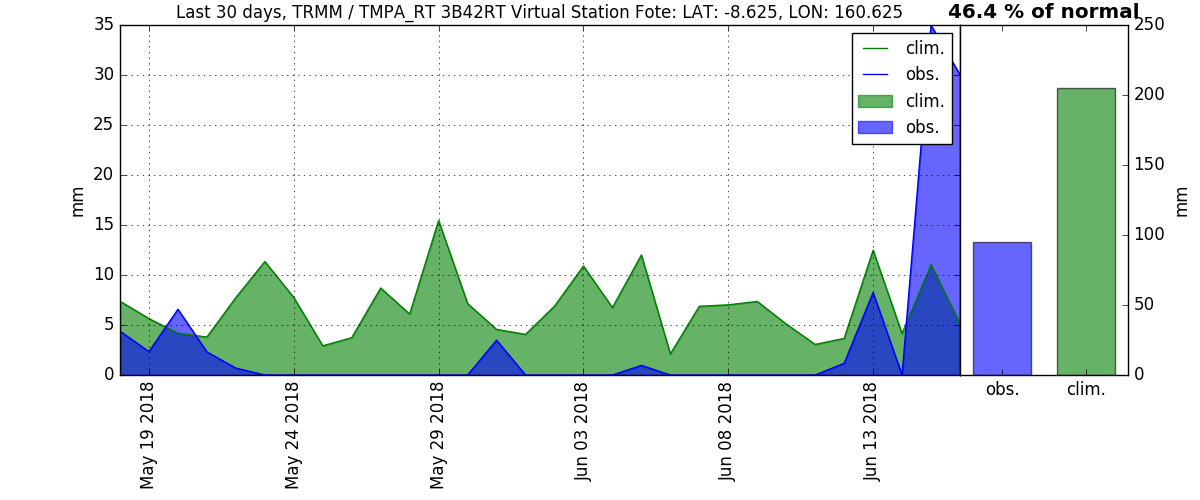 Last 30 days, TRMM / TMPA_RT 3B42RT Virtual Station Fote: LAT: -8.625, LON: 160.625
46.4 % of normal
35
30
25
20
15
10
5
0
mm
clim.
obs.
clim.
obs.
250
200
150
100
50
0
mm
obs.
clim.
May 19 2018
May 24 2018
May 29 2018
Jun 03 2018
Jun 08 2018
Jun 13 2018